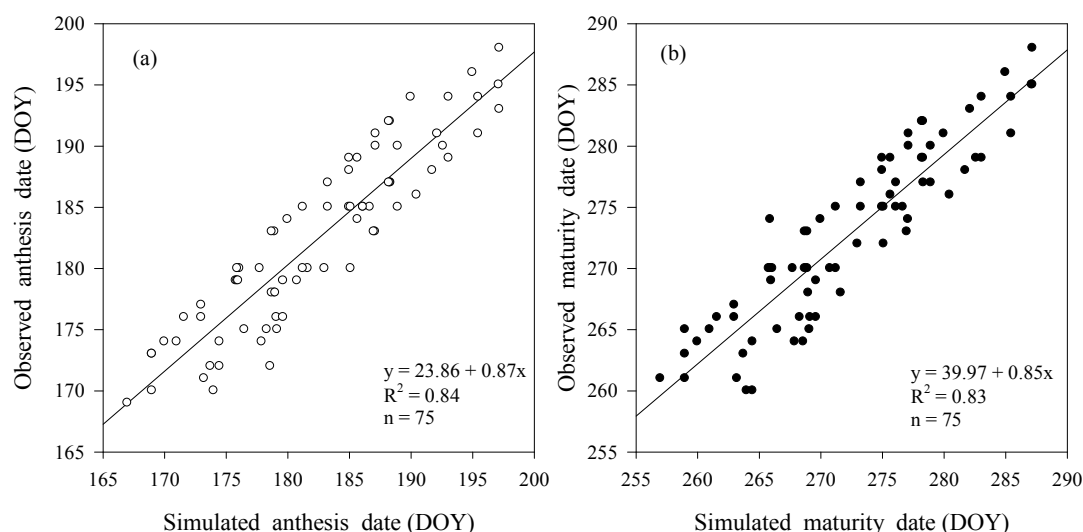 (a)
Observed anthesis date (DOY)
200
195
190
185
180
175
170
165
y = 23.86 + 0.87x
R² = 0.84
n = 75
165 170 175 180 185 190 195 200
Simulated anthesis date (DOY)
(b)
Observed maturity date (DOY)
290
285
280
275
270
265
260
255
y = 39.97 + 0.85x
R² = 0.83
n = 75
255 260 265 270 275 280 285 290
Simulated maturity date (DOY)